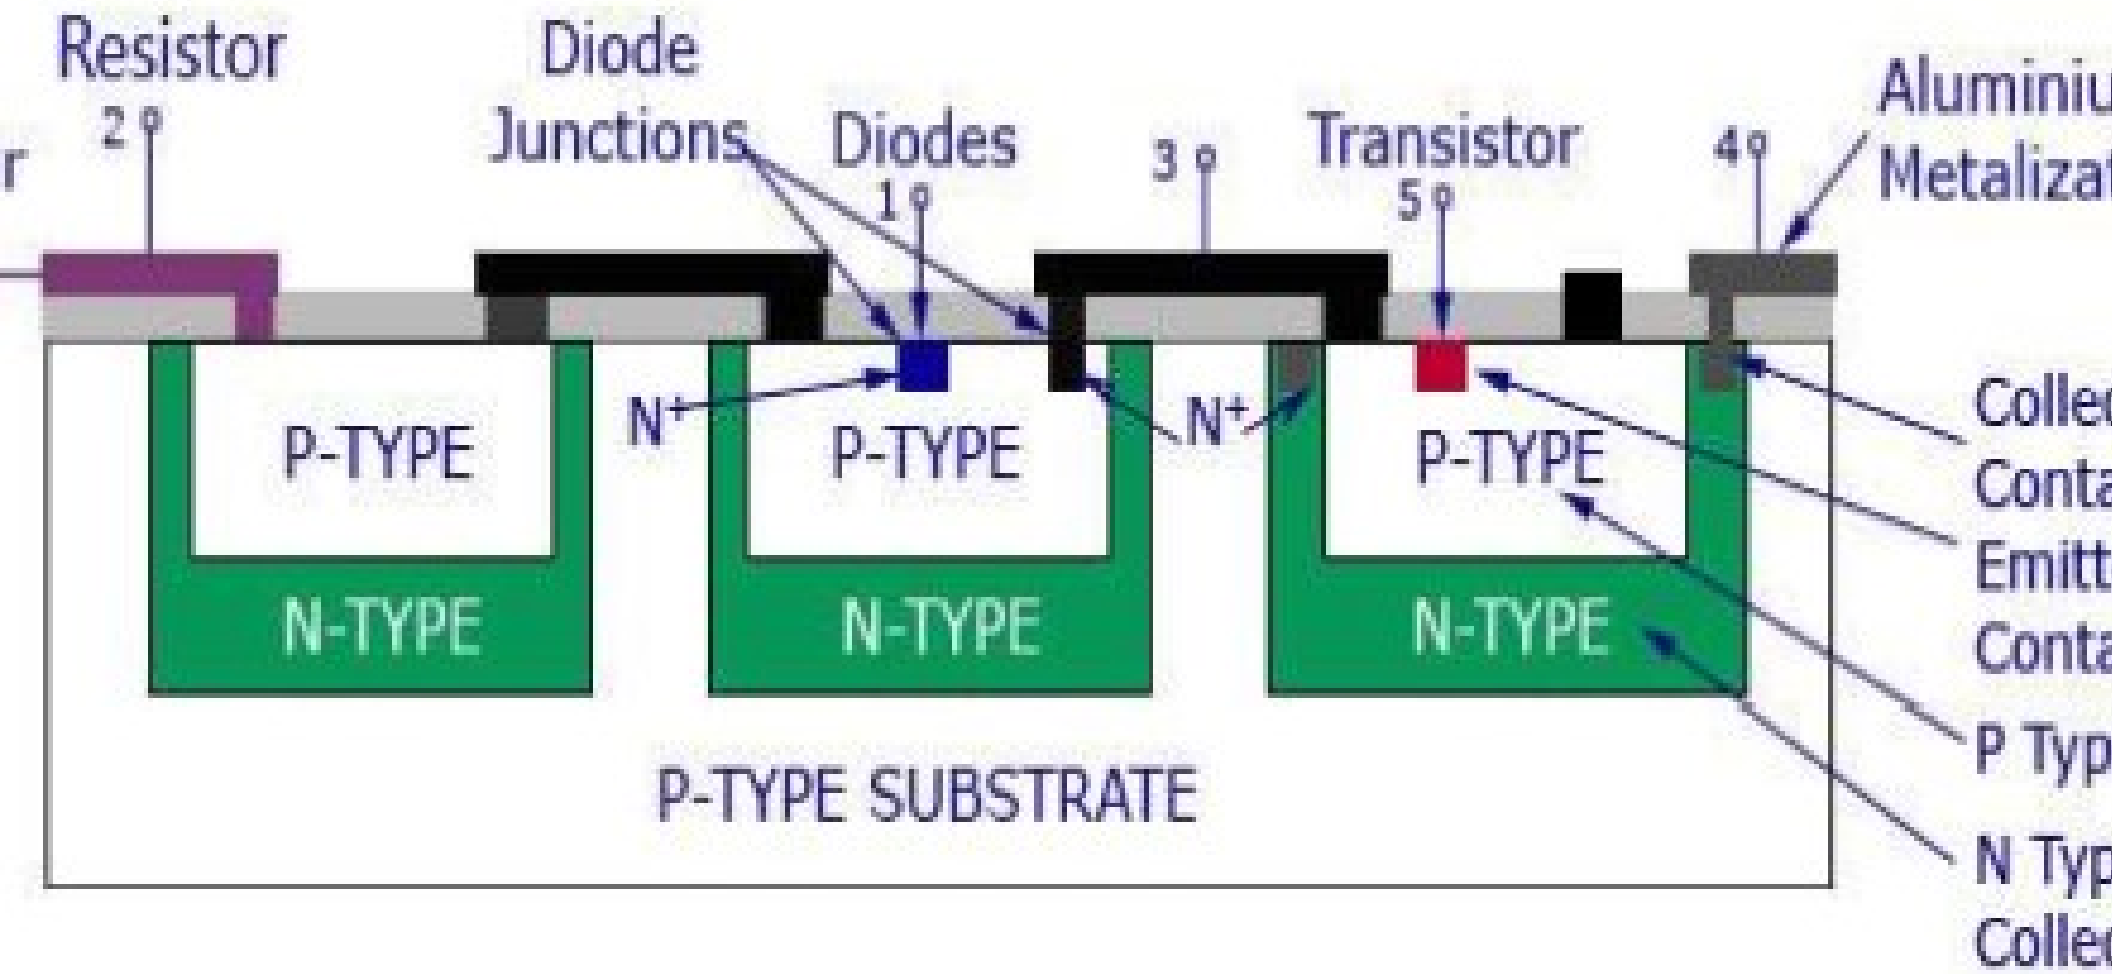 Resistor
2
r
Diode
Junctions
Diodes
1
3
Transistor
5
4
Aluminiu
Metalizat
N⁺
N⁺
P-TYPE
P-TYPE
P-TYPE
N-TYPE
N-TYPE
N-TYPE
P-TYPE SUBSTRATE
Collec
Conta
Emitt
Conta
P Typ
N Typ
Collec